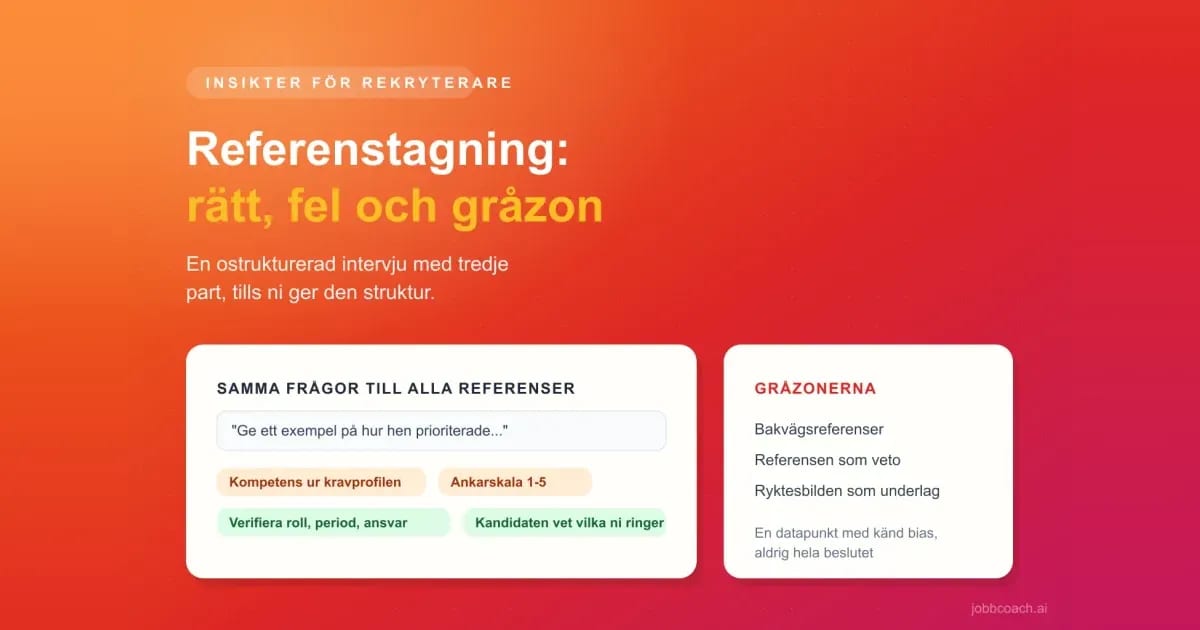 INSIKTER FÖR REKRYTERARE
Referenstagning:
rätt, fel och gråzon
En ostrukturerad intervju med tredje
part, tills ni ger den struktur.
SAMMA FRÅGOR TILL ALLA REFERENSER
"Ge ett exempel på hur hen prioriterade..."
Kompetens ur kravprofilen
Ankarskala 1-5
Verifiera roll, period, ansvar
Kandidaten vet vilka ni ringer
GRÅZONERNA
Bakvägsreferenser
Referensen som veto
Ryktesbilden som underlag
En datapunkt med känd bias,
aldrig hela beslutet
jobbcoach.ai